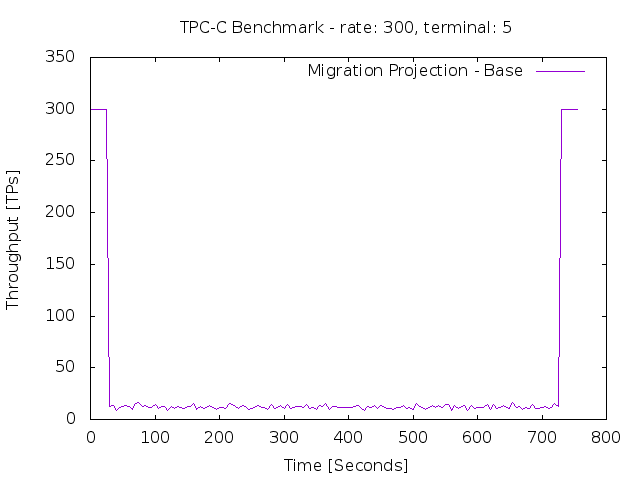 TPC-C Benchmark - rate: 300, terminal: 5
Migration Projection - Base
Throughput [TPs]
350
300
250
200
150
100
50
0
0 100 200 300 400 500 600 700 800
Time [Seconds]